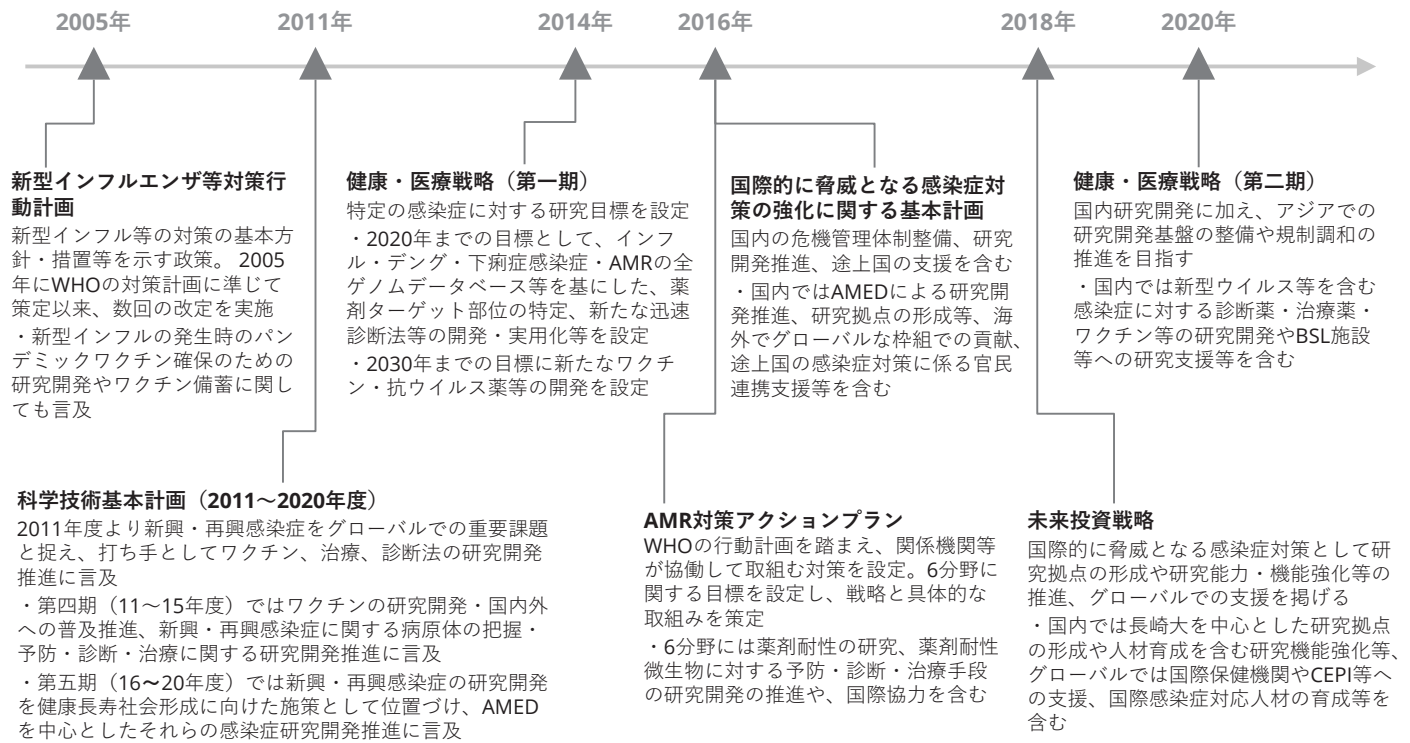 2005年
2011年
2014年
2016年
2018年
2020年
新型インフルエンザ等対策行
動計画
新型インフル等の対策の基本方
針・措置等を示す政策。 2005
年にWHOの対策計画に準じて
策定以来、数回の改定を実施
・新型インフルの発生時のパン
デミックワクチン確保のための
研究開発やワクチン備蓄に関し
ても言及
健康・医療戦略（第一期）
特定の感染症に対する研究目標を設定
・2020年までの目標として、インフ
ル・デング・下痢症感染症・AMRの全
ゲノムデータベース等を基にした、薬
剤ターゲット部位の特定、新たな迅速
診断法等の開発・実用化等を設定
・2030年までの目標に新たなワクチ
ン・抗ウイルス薬等の開発を設定
国際的に脅威となる感染症対
策の強化に関する基本計画
国内の危機管理体制整備、研究
開発推進、途上国の支援を含む
・国内ではAMEDによる研究開
発推進、研究拠点の形成等、海
外でグローバルな枠組での貢献、
途上国の感染症対策に係る官民
連携支援等を含む
健康・医療戦略（第二期）
国内研究開発に加え、アジアでの
研究開発基盤の整備や規制調和の
推進を目指す
・国内では新型ウイルス等を含む
感染症に対する診断薬・治療薬・
ワクチン等の研究開発やBSL施設
等への研究支援等を含む
科学技術基本計画（2011～2020年度）
2011年度より新興・再興感染症をグローバルでの重要課題
と捉え、打ち手としてワクチン、治療、診断法の研究開発
推進に言及
・第四期（11～15年度）ではワクチンの研究開発・国内外
への普及推進、新興・再興感染症に関する病原体の把握・
予防・診断・治療に関する研究開発推進に言及
・第五期（16～20年度）では新興・再興感染症の研究開発
を健康長寿社会形成に向けた施策として位置づけ、AMED
を中心としたそれらの感染症研究開発推進に言及
AMR対策アクションプラン
WHOの行動計画を踏まえ、関係機関等
が協働して取組む対策を設定。6分野に
関する目標を設定し、戦略と具体的な
取組みを策定
・6分野には薬剤耐性の研究、薬剤耐性
微生物に対する予防・診断・治療手段
の研究開発の推進や、国際協力を含む
未来投資戦略
国際的に脅威となる感染症対策として研
究拠点の形成や研究能力・機能強化等の
推進、グローバルでの支援を掲げる
・国内では長崎大を中心とした研究拠点
の形成や人材育成を含む研究機能強化等、
グローバルでは国際保健機関やCEPI等へ
の支援、国際感染症対応人材の育成等を
含む